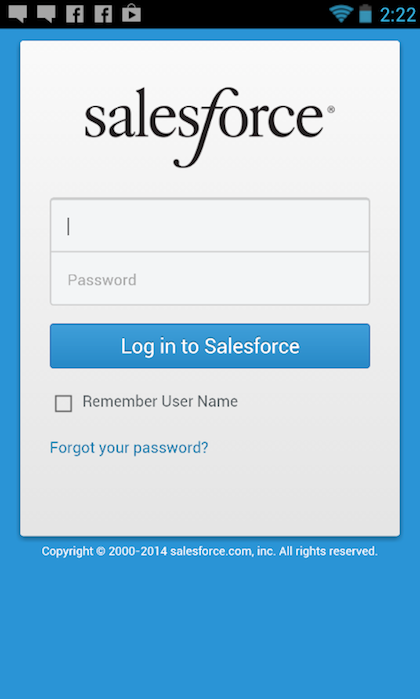 2:22
salesforce®
Password
Log in to Salesforce
Remember User Name
Forgot your password?
Copyright © 2000-2014 salesforce.com, inc. All rights reserved.